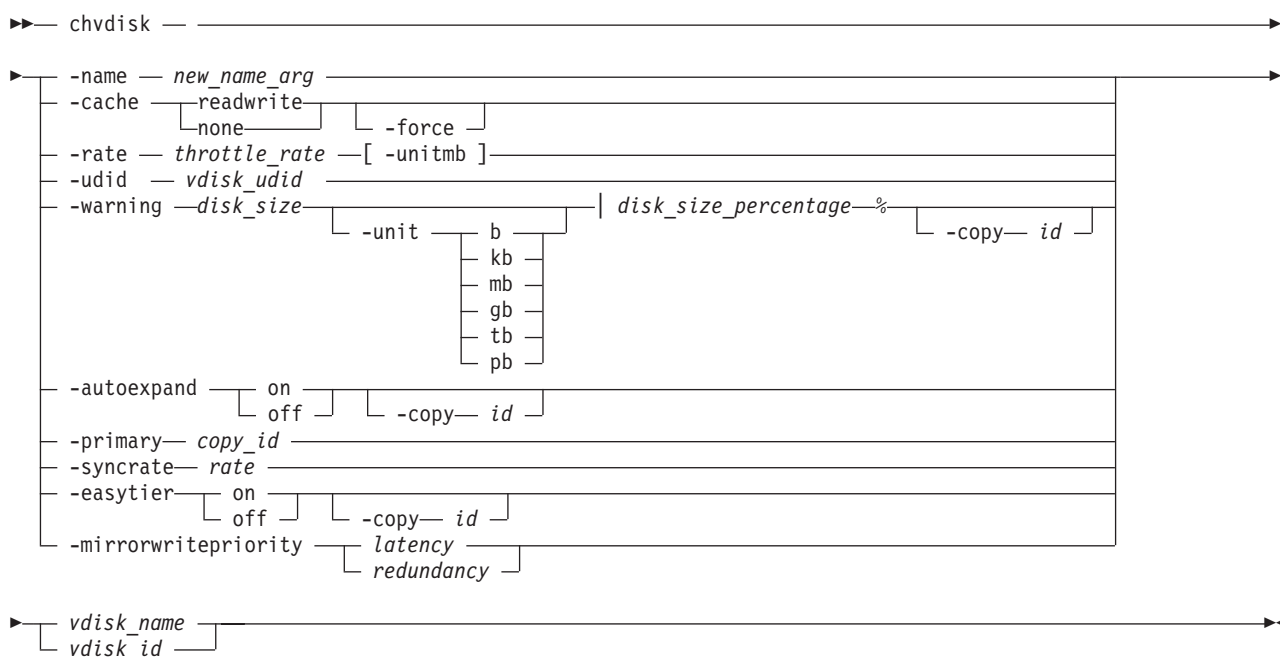 chvdisk
-name new_name_arg
-cache readwrite
none -force
-rate throttle_rate [ -unitmb ]
-udid vdisk_udid
-warning disk_size | disk_size_percentage %
-unit b -copy id
kb
mb
gb
tb
pb
-autoexpand on
off -copy id
-primary copy_id
-syncrate rate
-easytier on
off -copy id
-mirrorwritepriority latency
redundancy
vdisk_name
vdisk_id